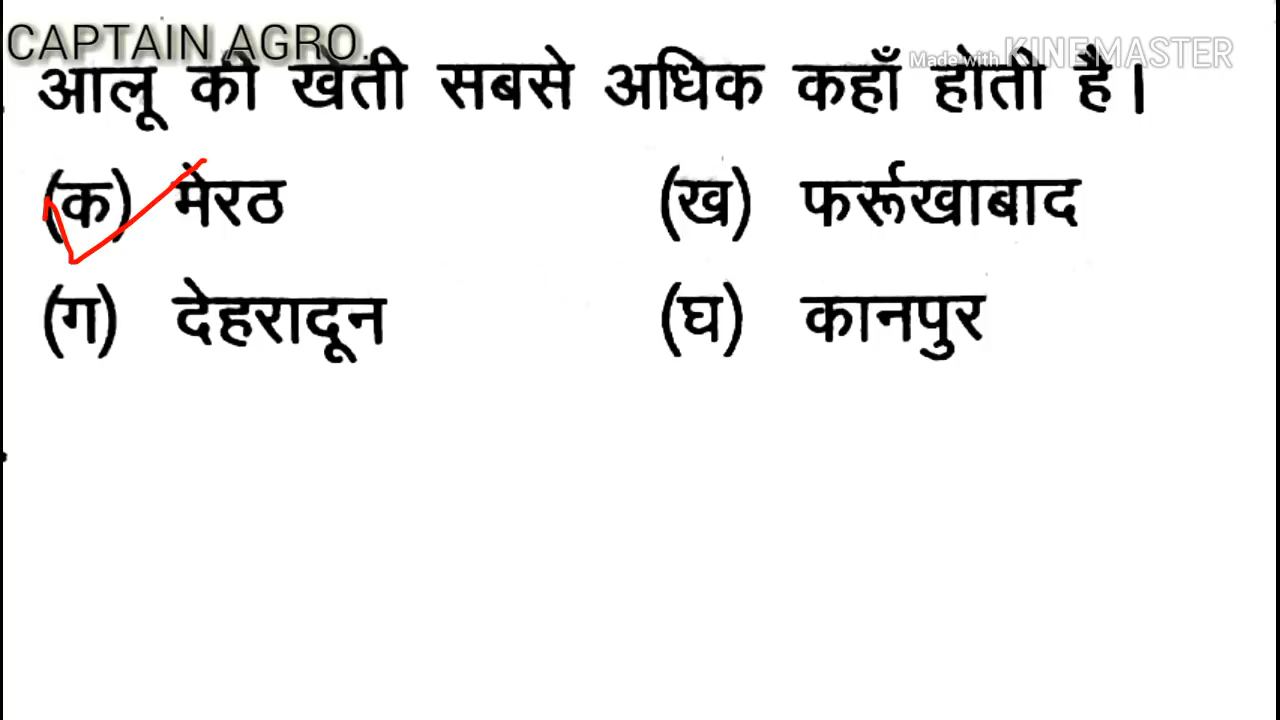 CAPTAIN AGRO.
Made with KINEMASTER
आलू की खेती सबसे अधिक कहाँ होती है।
(क) मेरठ (ख) फर्रूखाबाद
(ग) देहरादून (घ) कानपुर